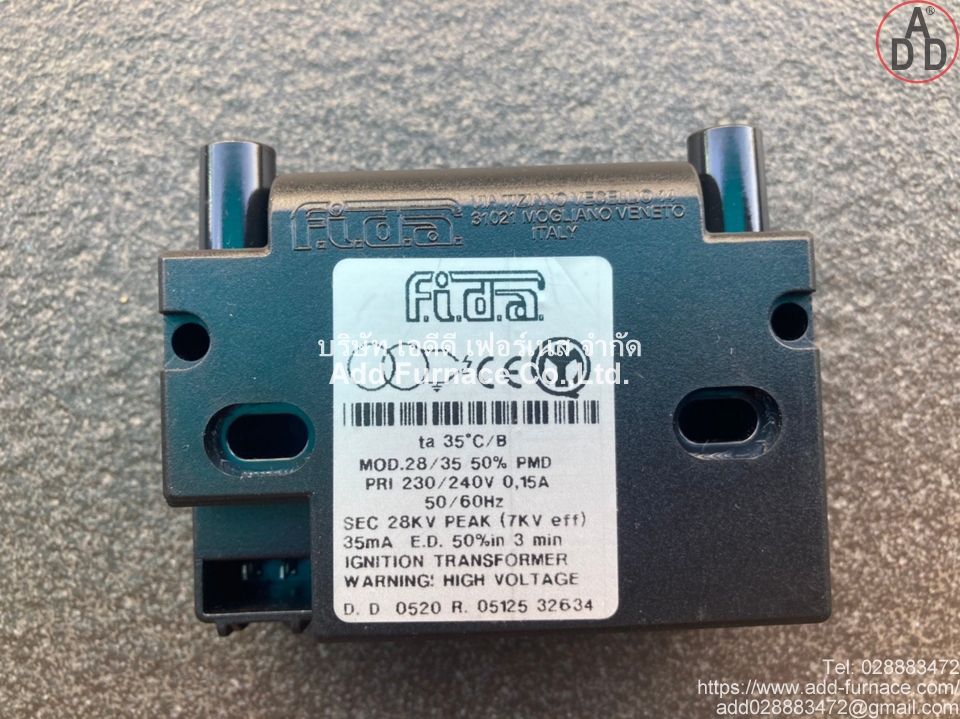 ADD®
f.i.d.a.
VIA TIZIANO VECELLIO 14
31021 MOGLIANO VENETO
ITALY
f.i.d.a.
บริษัท เอดีดี เฟอร์เนส จำกัด
Add Furnace Co.,Ltd.
CE
ta 35°C/B
MOD.28/35 50% PMD
PRI 230/240V 0,15A
50/60Hz
SEC 28KV PEAK (7KV eff)
35mA E.D. 50%in 3 min
IGNITION TRANSFORMER
WARNING! HIGH VOLTAGE
D. D 0520 R. 05125 32634
Tel. 028883472
https://www.add-furnace.com/
add028883472@gmail.com